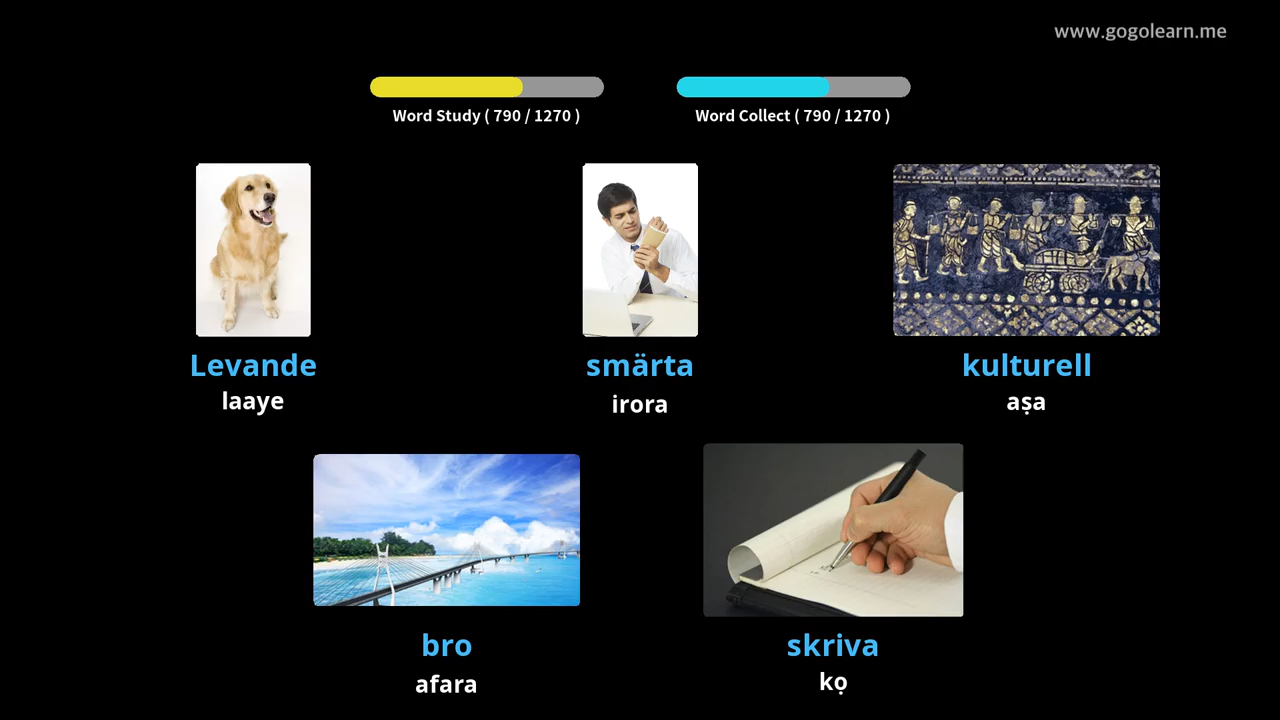 www.gogolearn.me
Word Study ( 790 / 1270 )
Word Collect ( 790 / 1270 )
Levande
laaye
smärta
irora
kulturell
aṣa
bro
afara
skriva
kọ